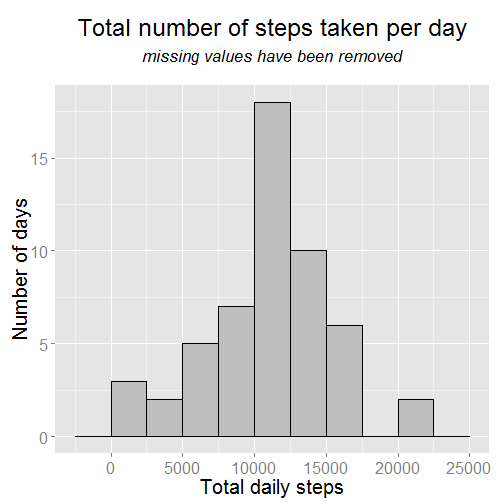 Total number of steps taken per day
missing values have been removed
Number of days
15
10
5
0
0 5000 10000 15000 20000 25000
Total daily steps